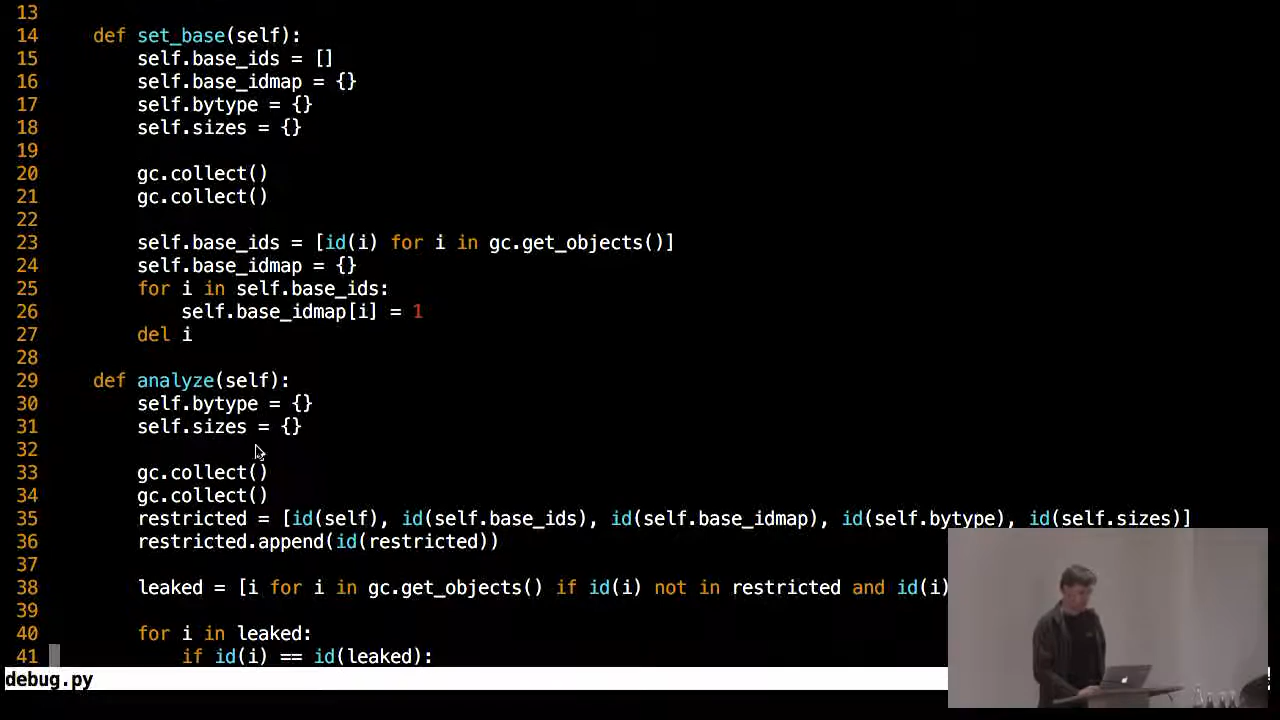 13
14    def set_base(self):
15        self.base_ids = []
16        self.base_idmap = {}
17        self.bytype = {}
18        self.sizes = {}
19
20        gc.collect()
21        gc.collect()
22
23        self.base_ids = [id(i) for i in gc.get_objects()]
24        self.base_idmap = {}
25        for i in self.base_ids:
26            self.base_idmap[i] = 1
27        del i
28
29    def analyze(self):
30        self.bytype = {}
31        self.sizes = {}
32
33        gc.collect()
34        gc.collect()
35        restricted = [id(self), id(self.base_ids), id(self.base_idmap), id(self.bytype), id(self.sizes)]
36        restricted.append(id(restricted))
37
38        leaked = [i for i in gc.get_objects() if id(i) not in restricted and id(i)
39
40        for i in leaked:
41            if id(i) == id(leaked):
debug.py